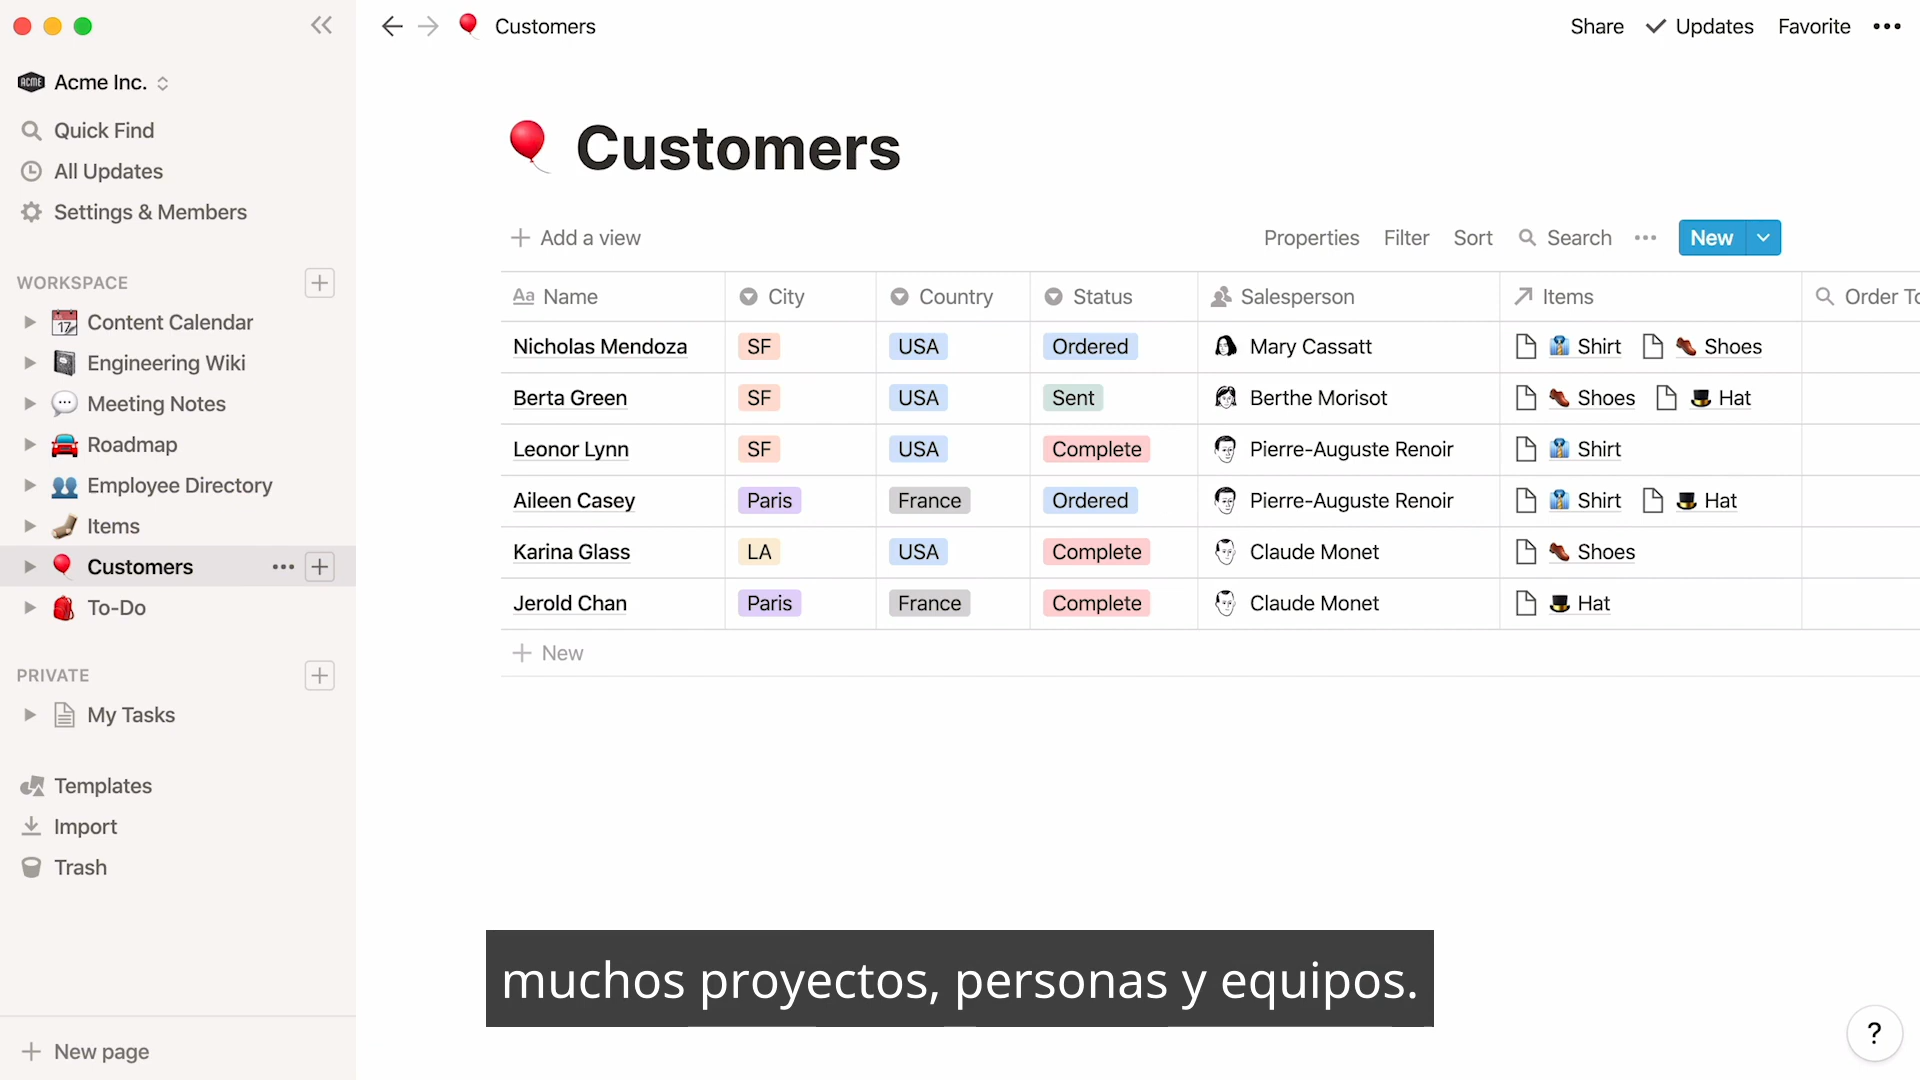 Customers
Share
Updates
Favorite
ACME
Acme Inc.
Quick Find
All Updates
Settings & Members
WORKSPACE
Content Calendar
Engineering Wiki
Meeting Notes
Roadmap
Employee Directory
Items
Customers
To-Do
PRIVATE
My Tasks
Templates
Import
Trash
New page
Customers
Add a view
Properties Filter Sort Search New
Aa Name City Country Status Salesperson Items Order
Nicholas Mendoza SF USA Ordered Mary Cassatt Shirt Shoes
Berta Green SF USA Sent Berthe Morisot Shoes Hat
Leonor Lynn SF USA Complete Pierre-Auguste Renoir Shirt
Aileen Casey Paris France Ordered Pierre-Auguste Renoir Shirt Hat
Karina Glass LA USA Complete Claude Monet Shoes
Jerold Chan Paris France Complete Claude Monet Hat
New
muchos proyectos, personas y equipos.
?